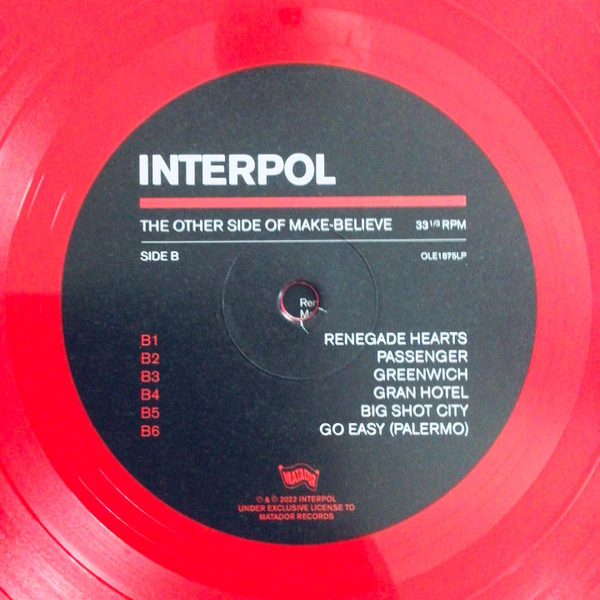 INTERPOL
THE OTHER SIDE OF MAKE-BELIEVE 33 1/3 RPM
SIDE B OLE1875LP
Ren
M
B1 RENEGADE HEARTS
B2 PASSENGER
B3 GREENWICH
B4 GRAN HOTEL
B5 BIG SHOT CITY
B6 GO EASY (PALERMO)
MATADOR
℗ & © 2022 INTERPOL
UNDER EXCLUSIVE LICENSE TO
MATADOR RECORDS